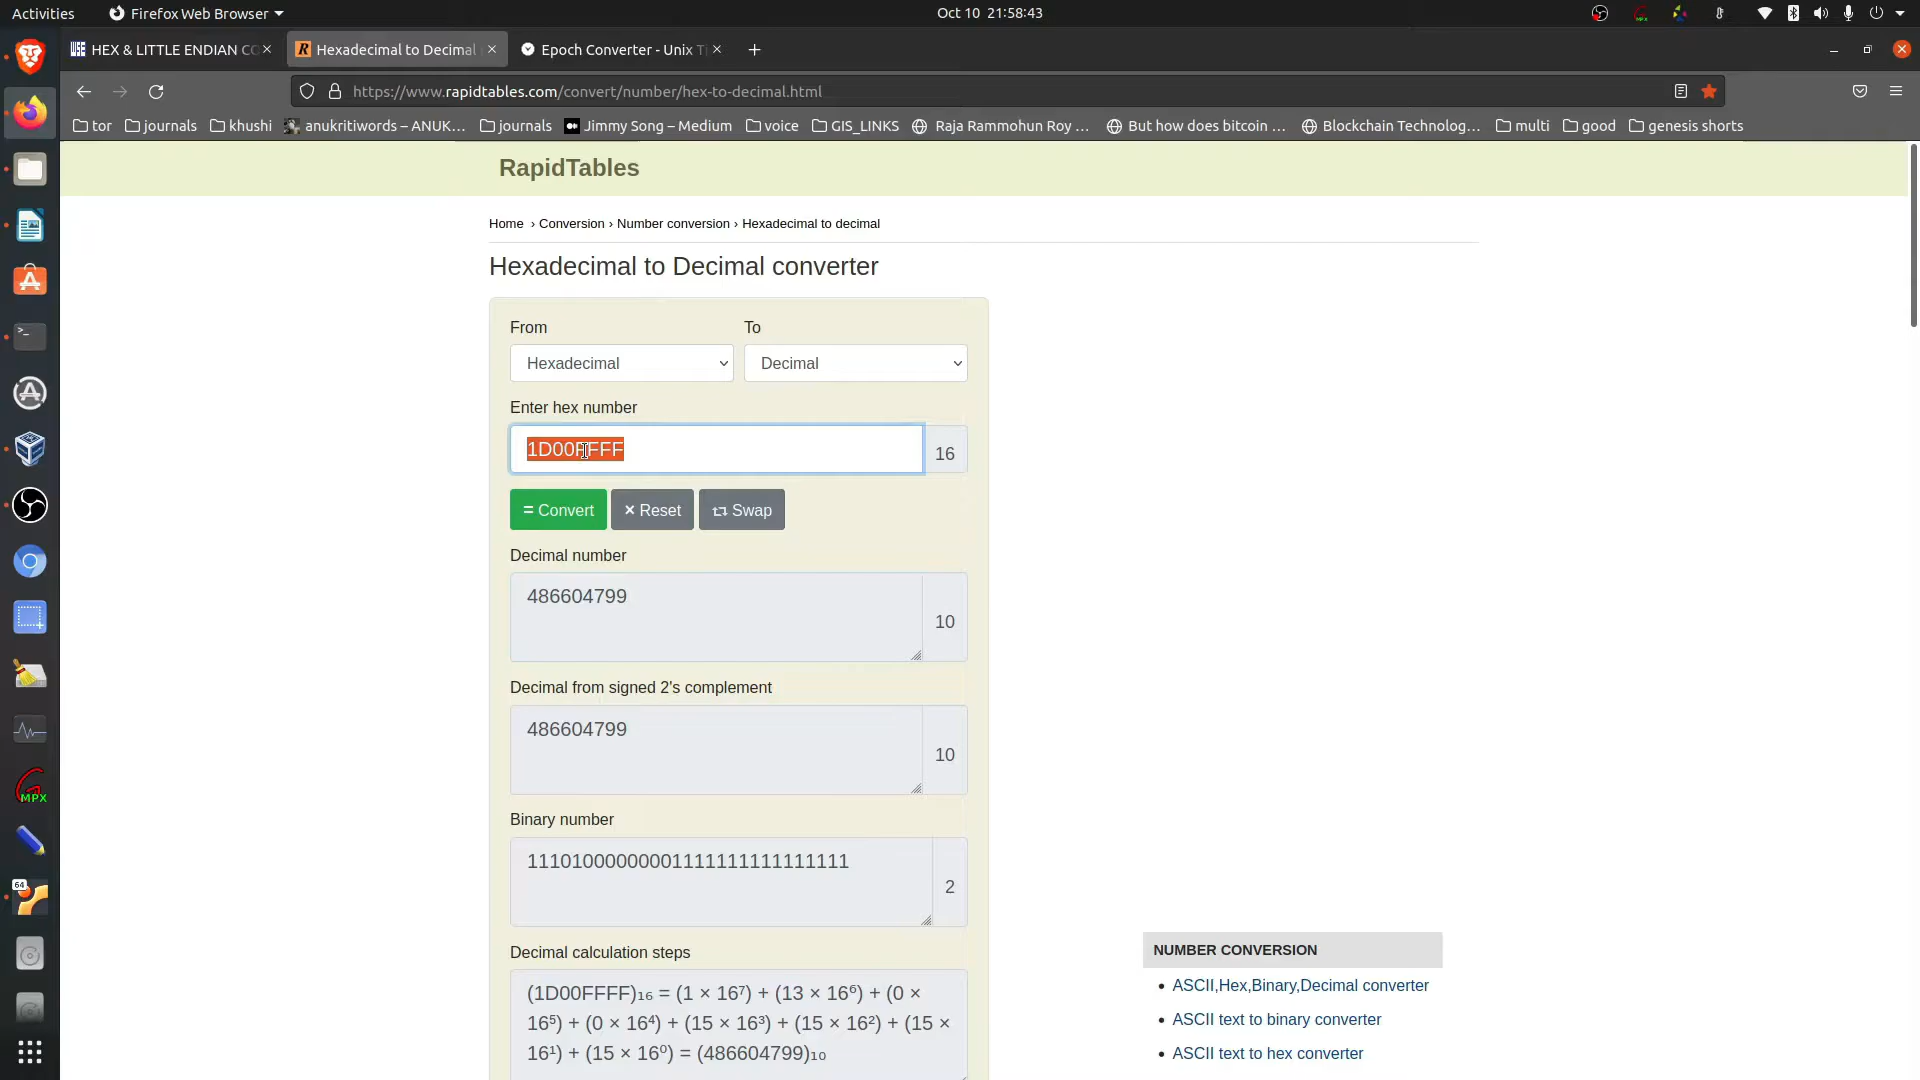 Activities
Firefox Web Browser
Oct 10 21:58:43
HEX & LITTLE ENDIAN CO
Hexadecimal to Decimal
Epoch Converter - Unix T
https://www.rapidtables.com/convert/number/hex-to-decimal.html
tor
journals
khushi
anukritiwords – ANUK…
journals
Jimmy Song – Medium
voice
GIS_LINKS
Raja Rammohun Roy …
But how does bitcoin …
Blockchain Technolog…
multi
good
genesis shorts
RapidTables
Home › Conversion › Number conversion › Hexadecimal to decimal
Hexadecimal to Decimal converter
From
To
Hexadecimal
Decimal
Enter hex number
1D00FFFF
16
= Convert
× Reset
Swap
Decimal number
486604799
10
Decimal from signed 2's complement
486604799
10
Binary number
11101000000001111111111111111
2
Decimal calculation steps
(1D00FFFF)₁₆ = (1 × 16⁷) + (13 × 16⁶) + (0 ×
16⁵) + (0 × 16⁴) + (15 × 16³) + (15 × 16²) + (15 ×
16¹) + (15 × 16⁰) = (486604799)₁₀
NUMBER CONVERSION
• ASCII,Hex,Binary,Decimal converter
• ASCII text to binary converter
• ASCII text to hex converter
MPX
64